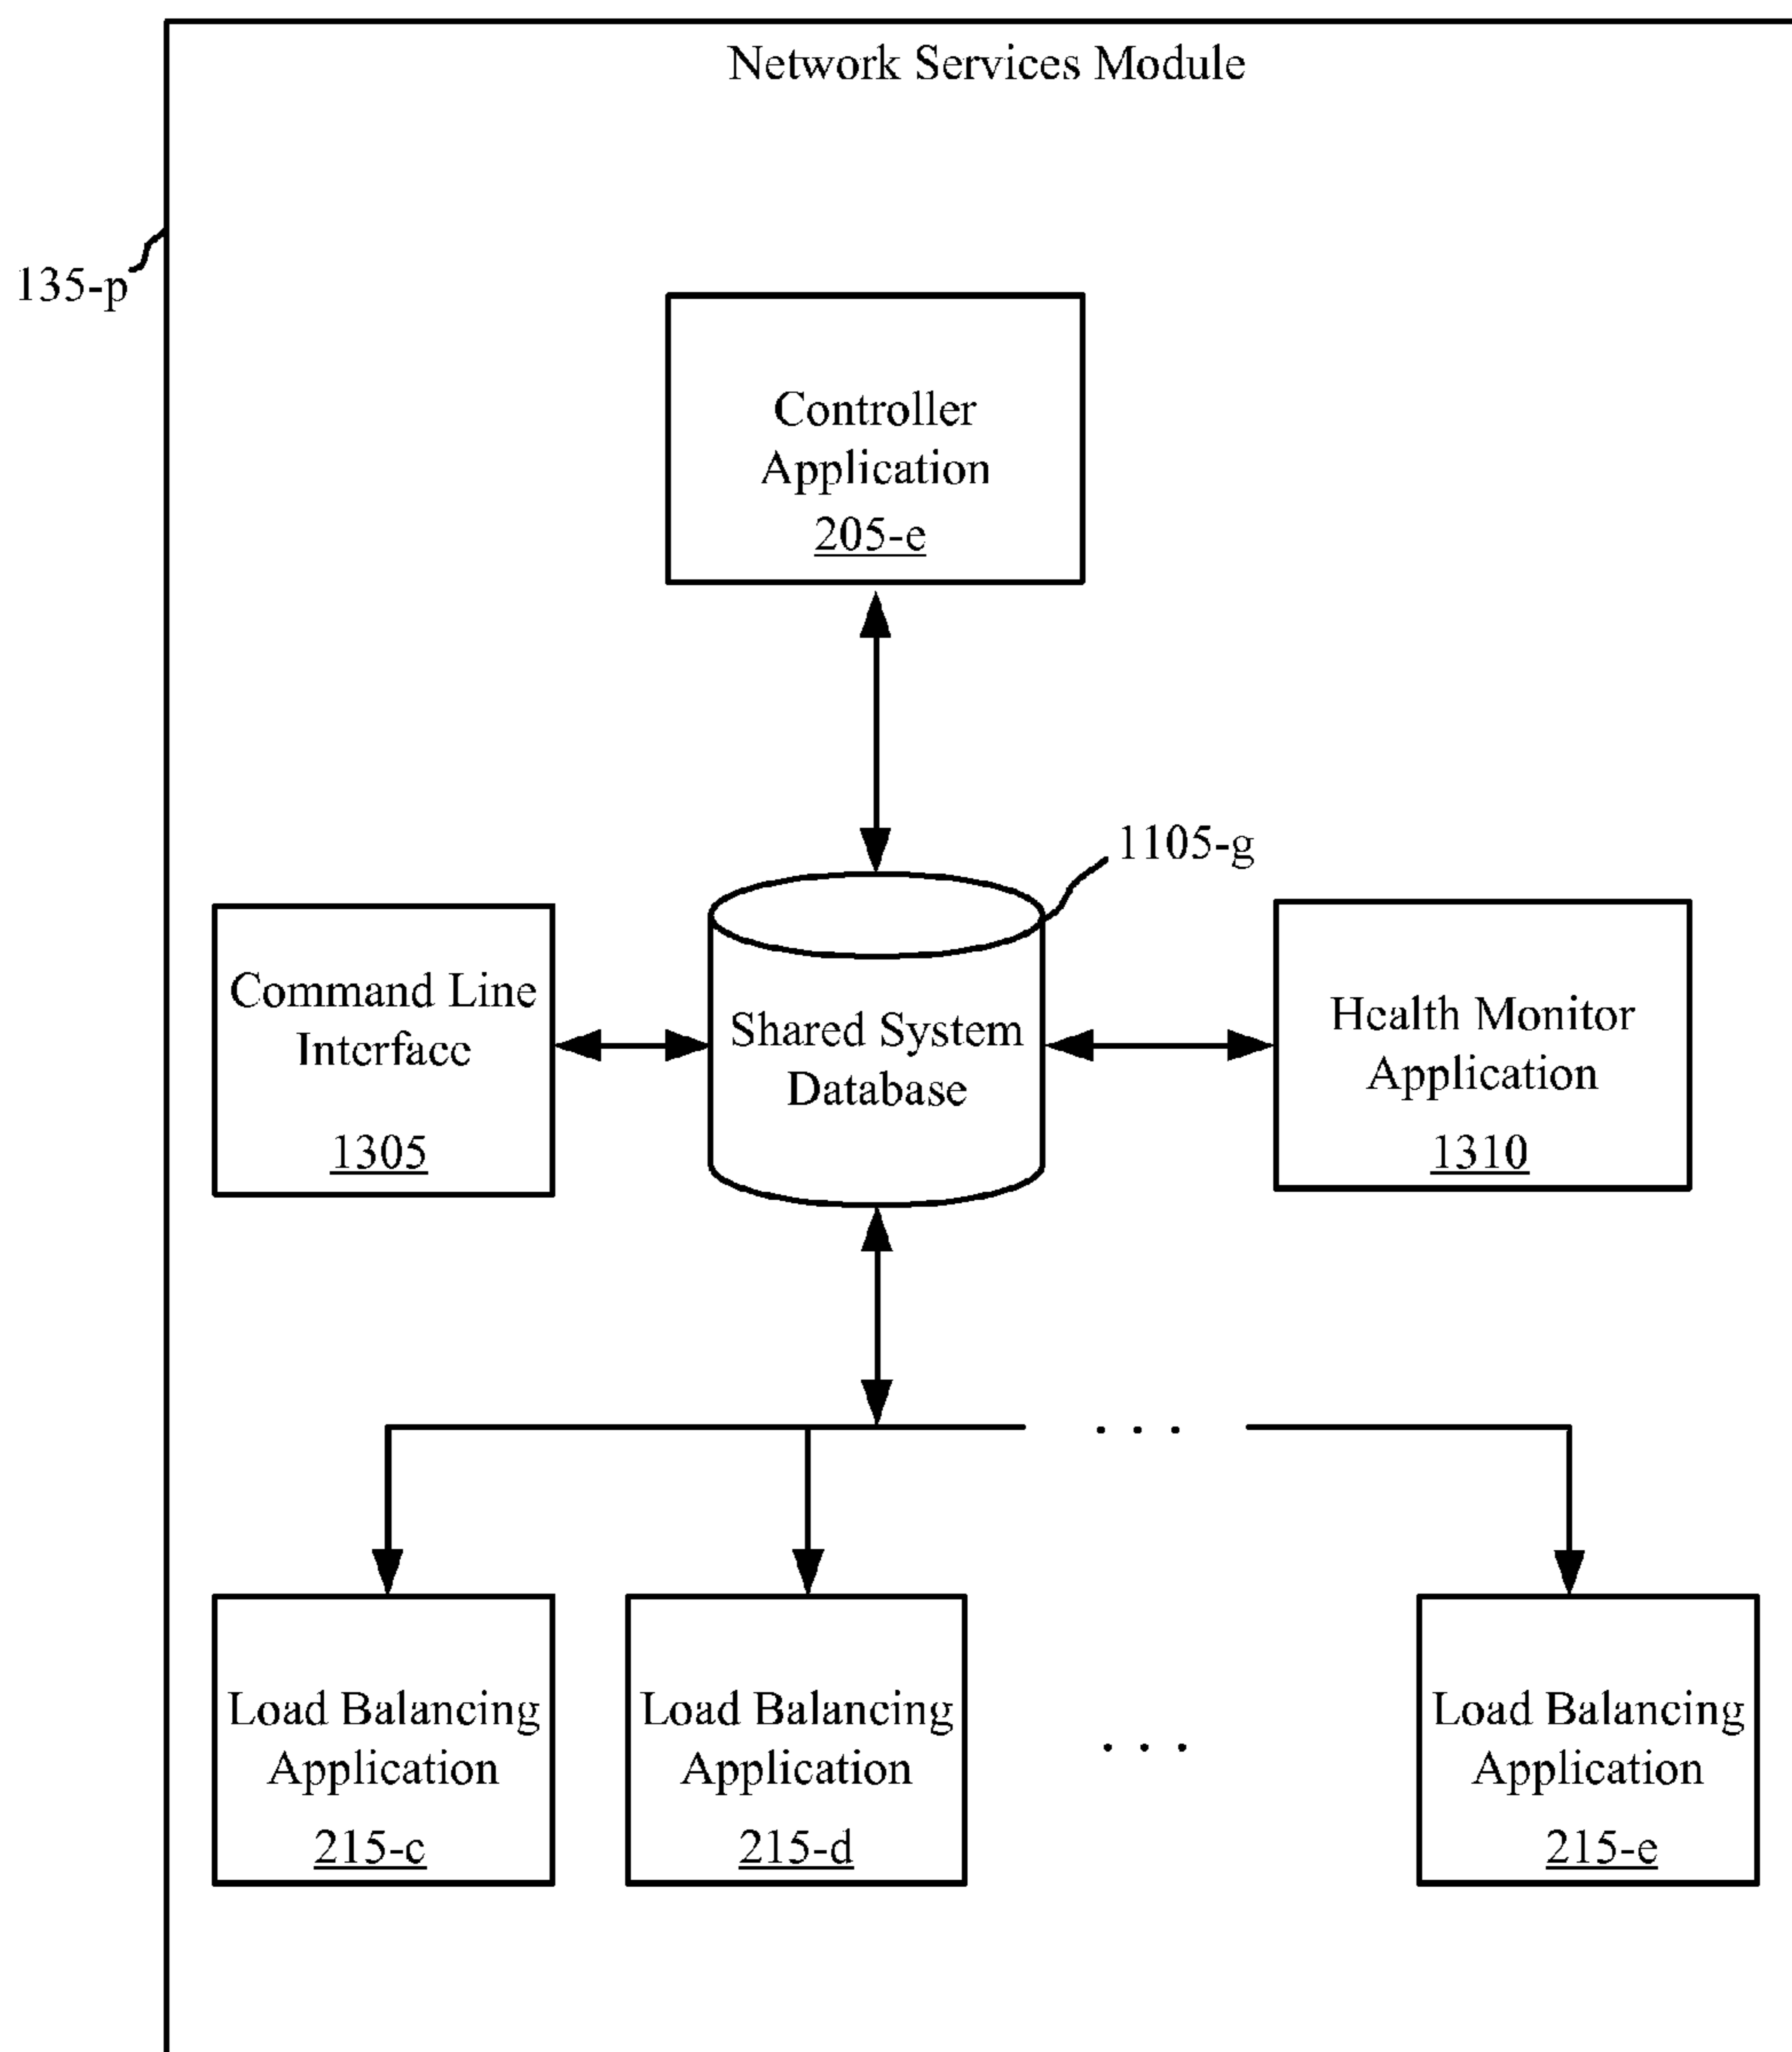 Network Services Module
135-p
Controller
Application
205-e
1105-g
Command Line
Interface
1305
Shared System
Database
Health Monitor
Application
1310
. . .
Load Balancing
Application
215-c
Load Balancing
Application
215-d
. . .
Load Balancing
Application
215-e